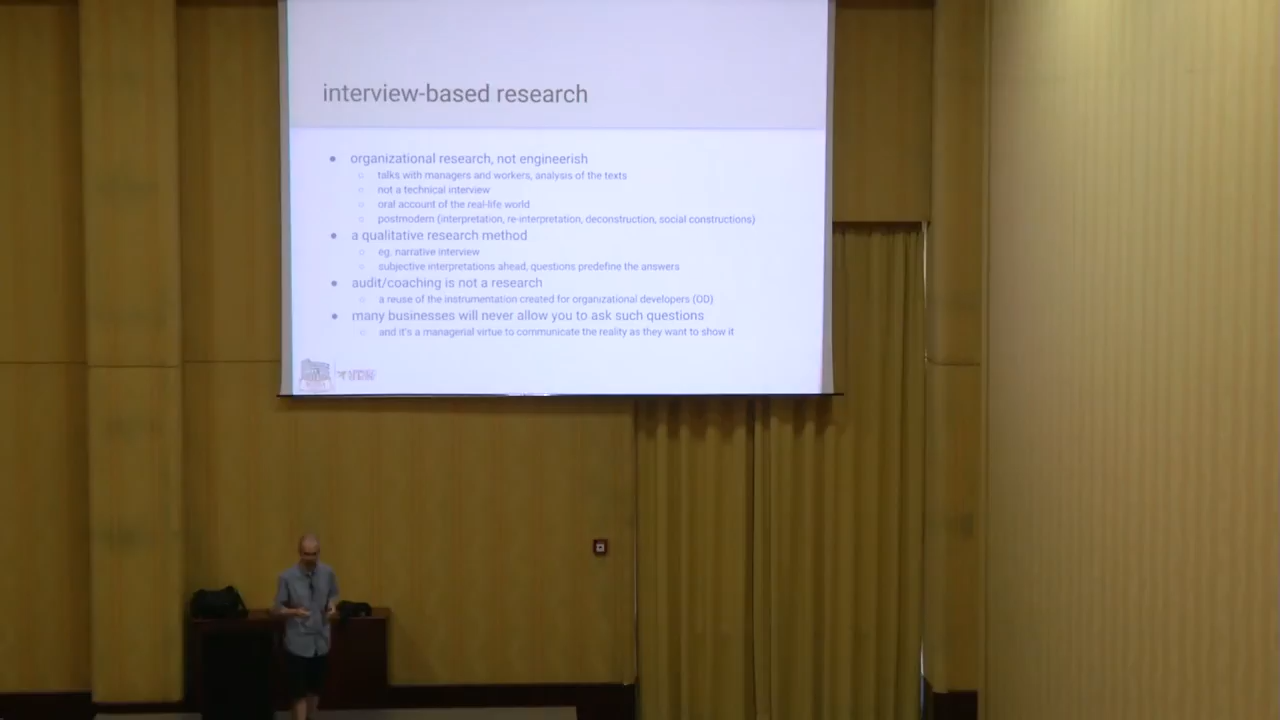 interview-based research
organizational research, not engineerish
talks with managers and workers, analysis of the texts
not a technical interview
oral account of the real-life world
postmodern (interpretation, re-interpretation, deconstruction, social constructions)
a qualitative research method
eg. narrative interview
subjective interpretations ahead, questions predefine the answers
audit/coaching is not a research
a reuse of the instrumentation created for organizational developers (OD)
many businesses will never allow you to ask such questions
and it's a managerial virtue to communicate the reality as they want to show it